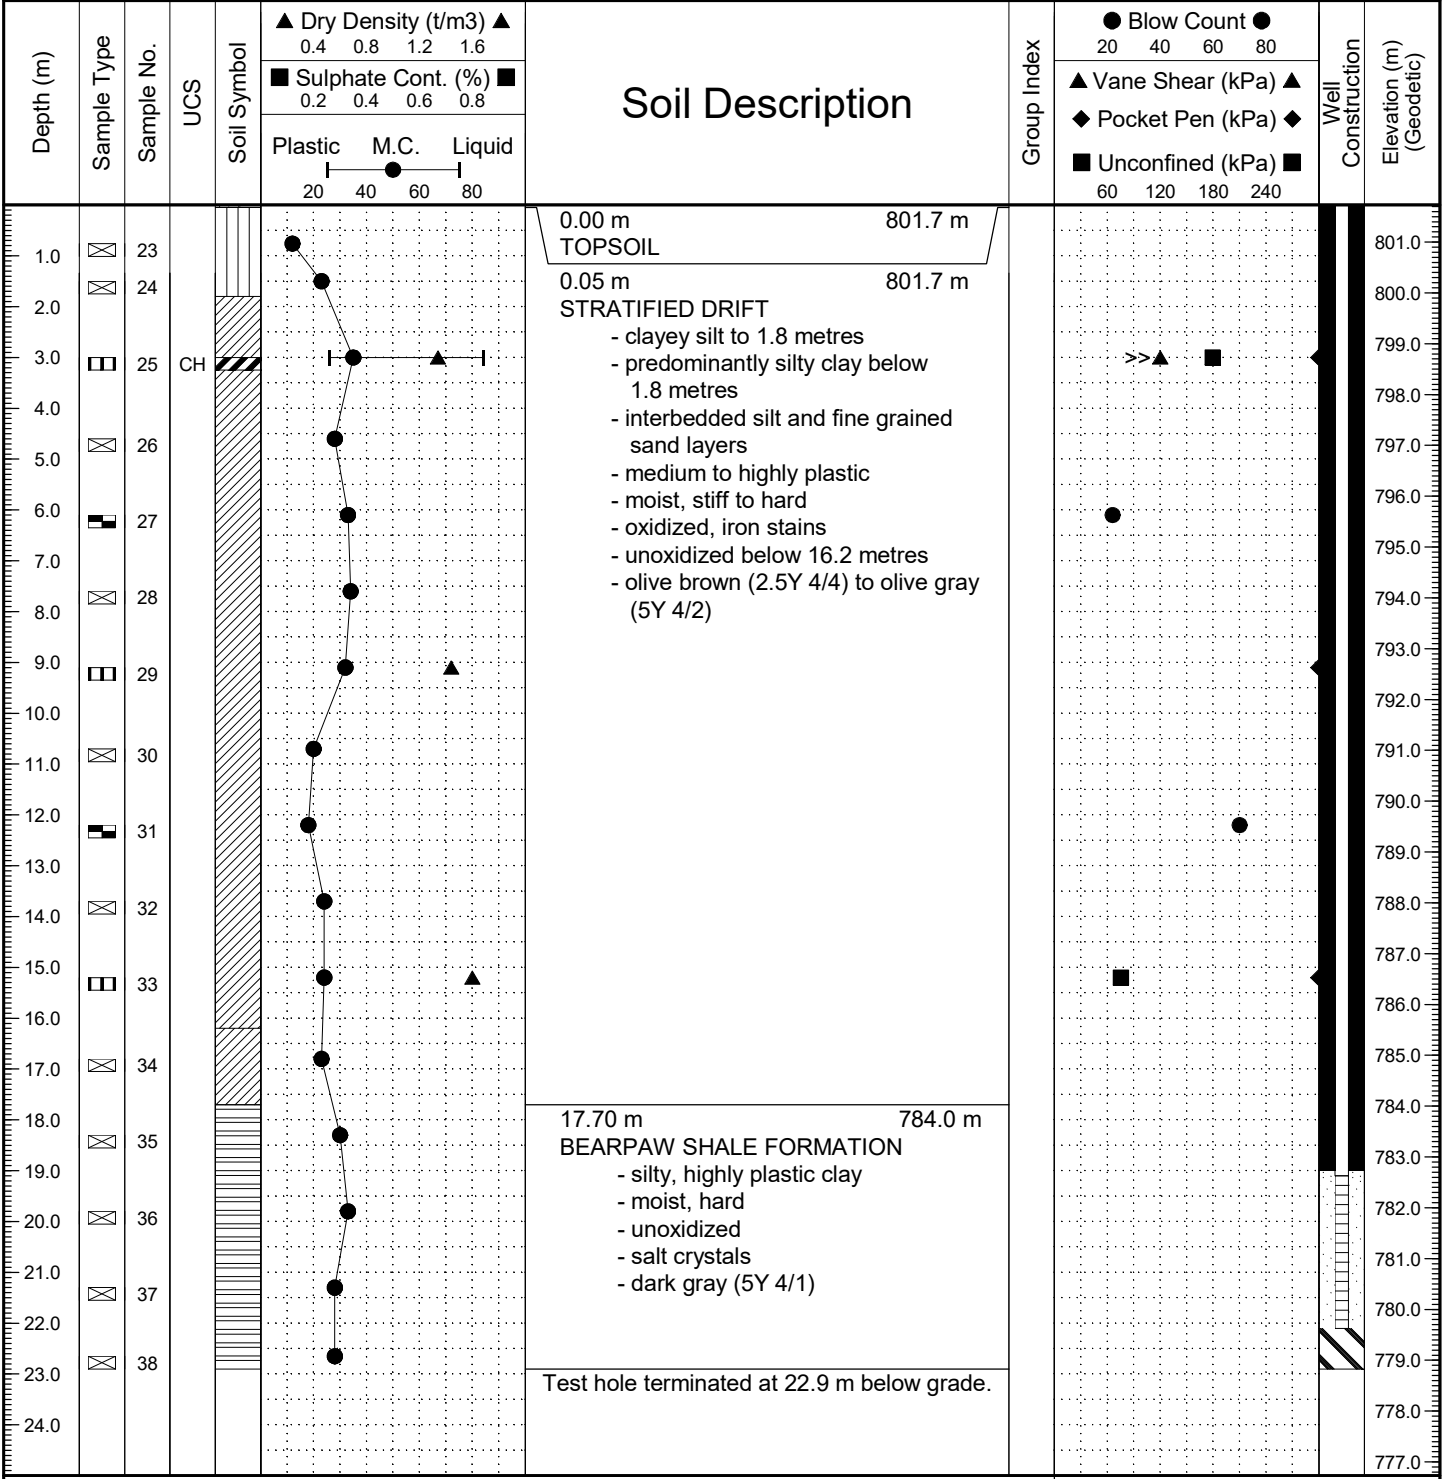 Depth (m)
Sample Type
Sample No.
UCS
Soil Symbol
▲ Dry Density (t/m3) ▲
0.4 0.8 1.2 1.6
■ Sulphate Cont. (%) ■
0.2 0.4 0.6 0.8
Plastic M.C. Liquid
20 40 60 80
Soil Description
Group Index
● Blow Count ●
20 40 60 80
▲ Vane Shear (kPa) ▲
◆ Pocket Pen (kPa) ◆
■ Unconfined (kPa) ■
60 120 180 240
Well
Construction
Elevation (m)
(Geodetic)
1.0
2.0
3.0
4.0
5.0
6.0
7.0
8.0
9.0
10.0
11.0
12.0
13.0
14.0
15.0
16.0
17.0
18.0
19.0
20.0
21.0
22.0
23.0
24.0
23
24
25
26
27
28
29
30
31
32
33
34
35
36
37
38
CH
0.00 m 801.7 m
TOPSOIL
0.05 m 801.7 m
STRATIFIED DRIFT
- clayey silt to 1.8 metres
- predominantly silty clay below
1.8 metres
- interbedded silt and fine grained
sand layers
- medium to highly plastic
- moist, stiff to hard
- oxidized, iron stains
- unoxidized below 16.2 metres
- olive brown (2.5Y 4/4) to olive gray
(5Y 4/2)
17.70 m 784.0 m
BEARPAW SHALE FORMATION
- silty, highly plastic clay
- moist, hard
- unoxidized
- salt crystals
- dark gray (5Y 4/1)
Test hole terminated at 22.9 m below grade.
>>
801.0
800.0
799.0
798.0
797.0
796.0
795.0
794.0
793.0
792.0
791.0
790.0
789.0
788.0
787.0
786.0
785.0
784.0
783.0
782.0
781.0
780.0
779.0
778.0
777.0